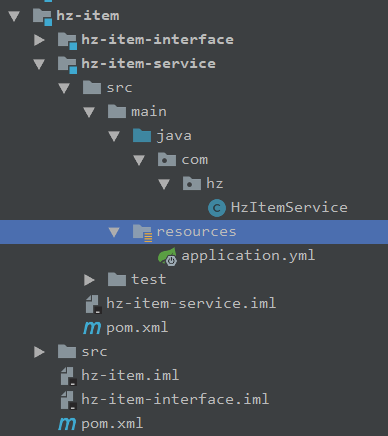 hz-item
hz-item-interface
hz-item-service
src
main
java
com
hz
C HzItemService
resources
application.yml
test
hz-item-service.iml
m pom.xml
src
hz-item.iml
hz-item-interface.iml
m pom.xml